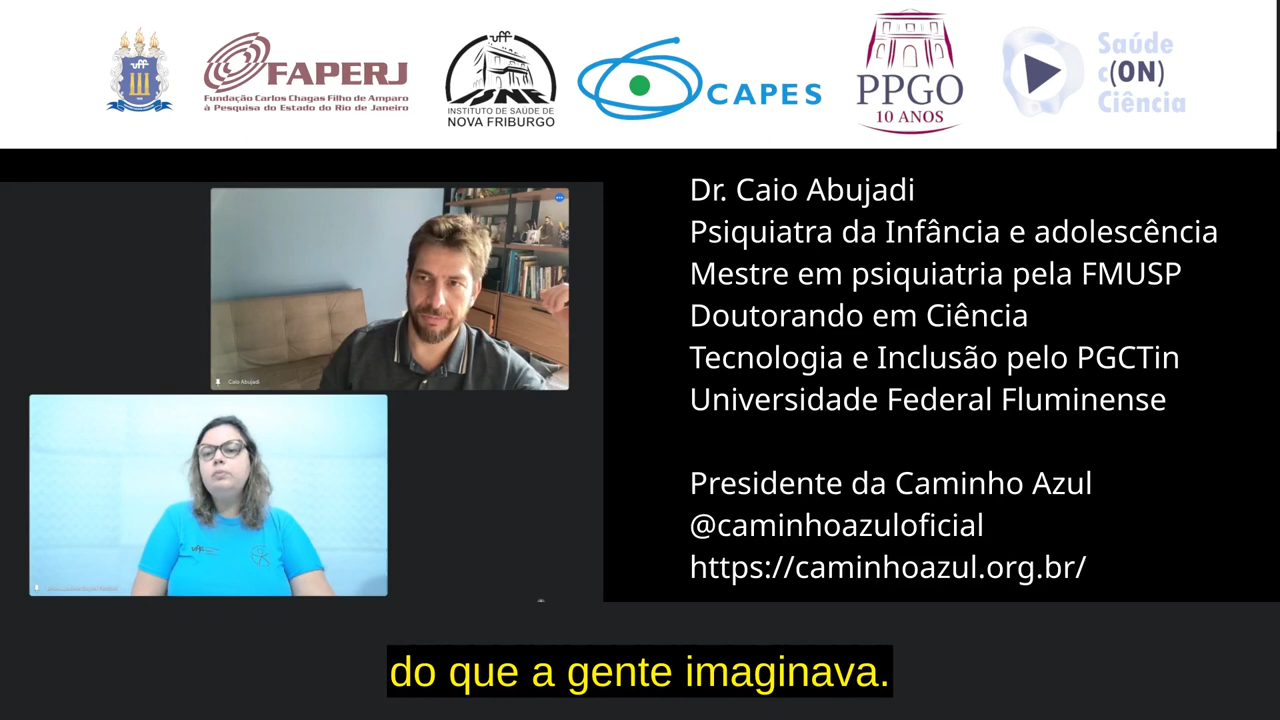 uff
FAPERJ
Fundação Carlos Chagas Filho de Amparo
à Pesquisa do Estado do Rio de Janeiro
uff
INSTITUTO DE SAÚDE DE
NOVA FRIBURGO
CAPES
PPGO
10 ANOS
Saúde
c(ON)
Ciência
Dr. Caio Abujadi
Psiquiatra da Infância e adolescência
Mestre em psiquiatria pela FMUSP
Doutorando em Ciência
Tecnologia e Inclusão pelo PGCTin
Universidade Federal Fluminense
Presidente da Caminho Azul
@caminhoazuloficial
https://caminhoazul.org.br/
Caio Abujadi
uff
do que a gente imaginava.